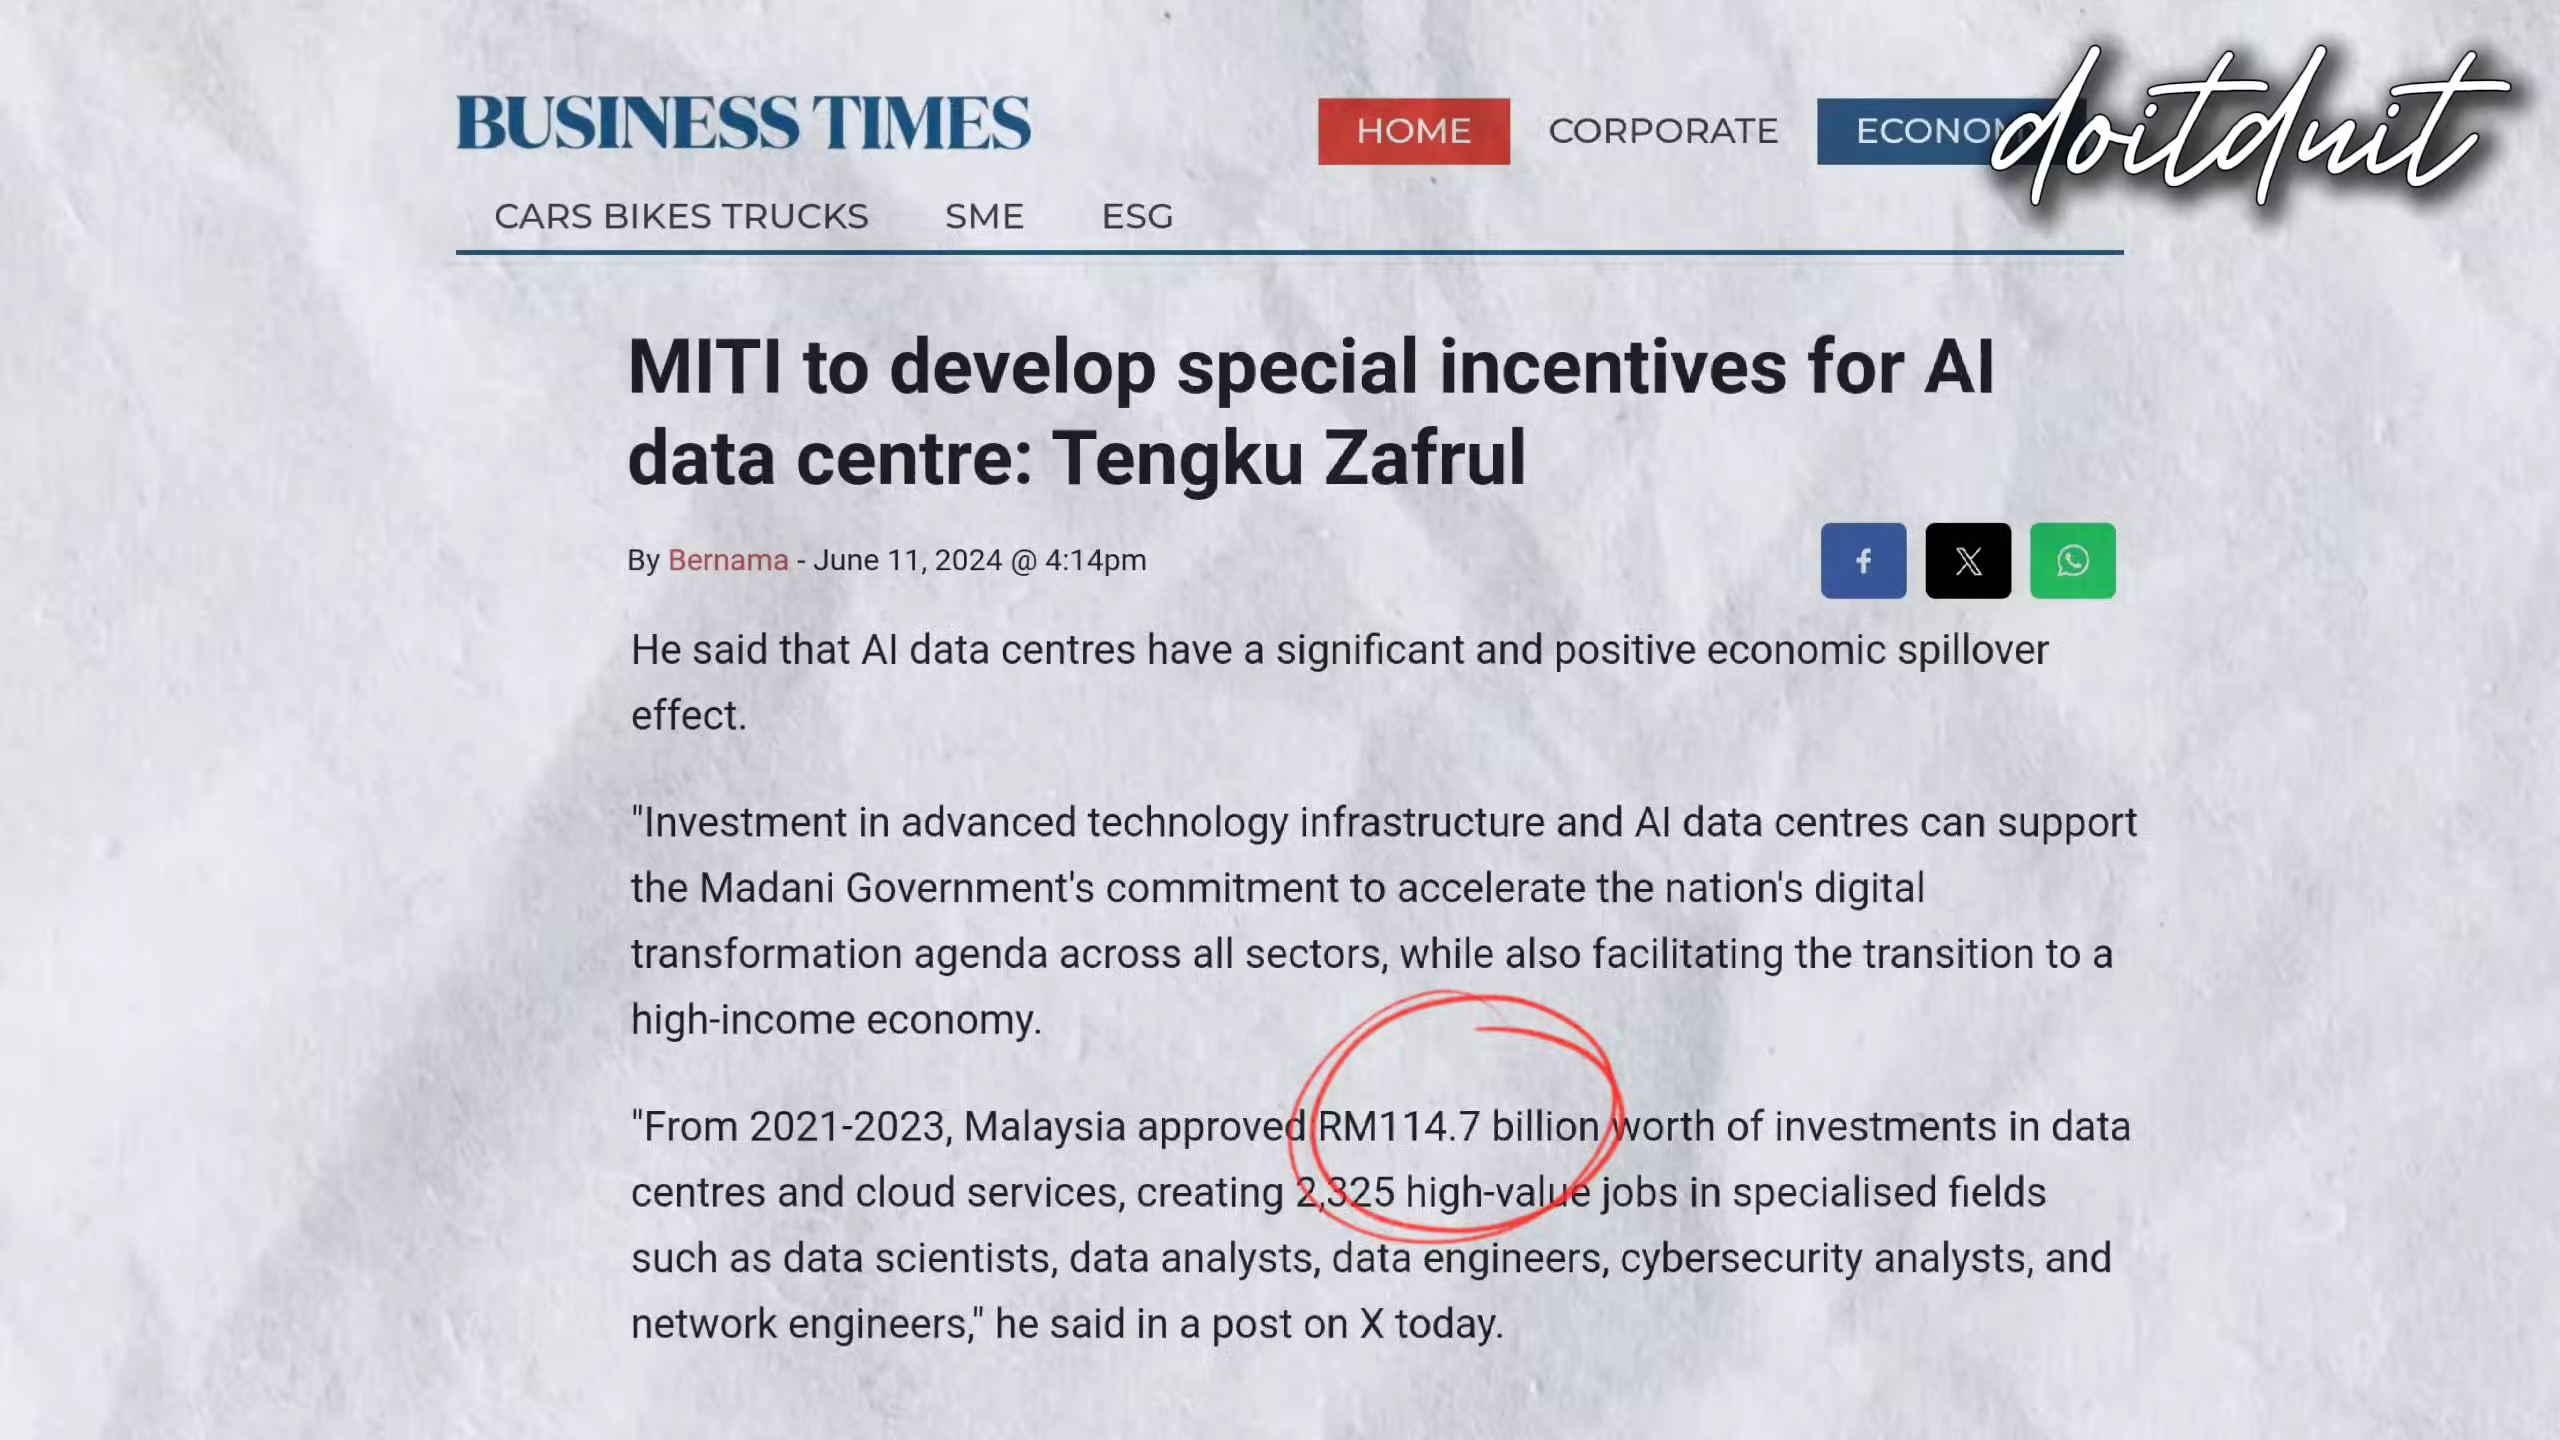 BUSINESS TIMES
HOME
CORPORATE
ECONOM
doitduit
CARS BIKES TRUCKS
SME
ESG
MITI to develop special incentives for AI
data centre: Tengku Zafrul
By Bernama - June 11, 2024 @ 4:14pm
He said that AI data centres have a significant and positive economic spillover
effect.
"Investment in advanced technology infrastructure and AI data centres can support
the Madani Government's commitment to accelerate the nation's digital
transformation agenda across all sectors, while also facilitating the transition to a
high-income economy.
"From 2021-2023, Malaysia approved RM114.7 billion worth of investments in data
centres and cloud services, creating 2,325 high-value jobs in specialised fields
such as data scientists, data analysts, data engineers, cybersecurity analysts, and
network engineers," he said in a post on X today.